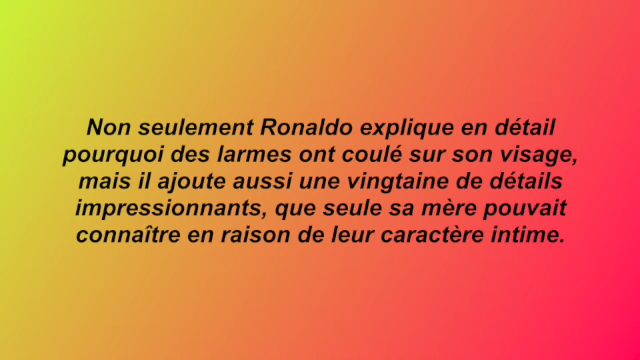 Non seulement Ronaldo explique en détail
pourquoi des larmes ont coulé sur son visage,
mais il ajoute aussi une vingtaine de détails
impressionnants, que seule sa mère pouvait
connaître en raison de leur caractère intime.